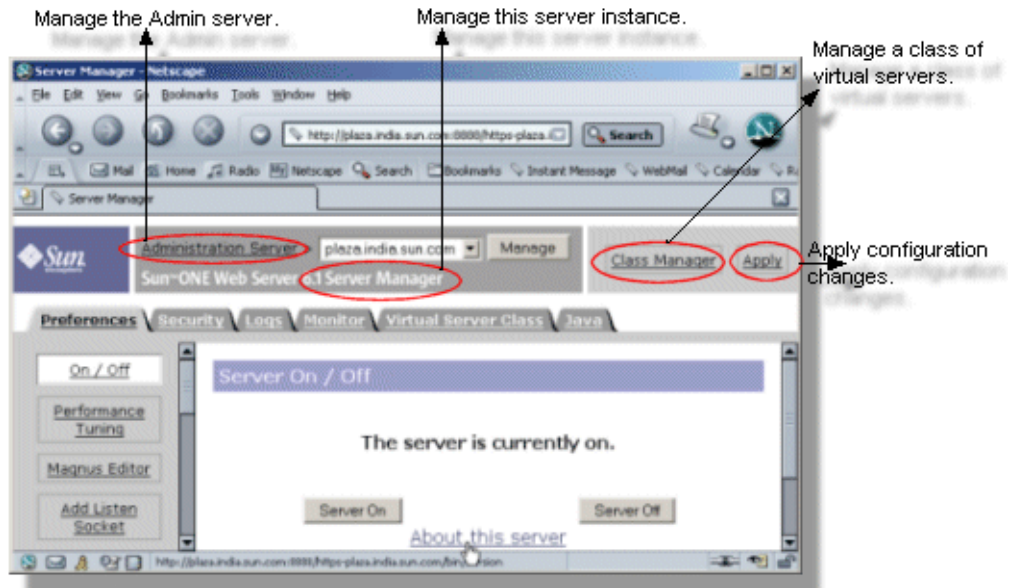 Manage the Admin server.
Manage this server instance.
Manage a class of
virtual servers.
Server Manager - Netscape
File Edit View Go Bookmarks Tools Window Help
http://plaza.india.sun.com:8888/https-plaza.
Search
Mail Home Radio Netscape Search Bookmarks Instant Message WebMail Calendar
Server Manager
Sun
Administration Server plaza.india.sun.com Manage
Class Manager Apply
Apply configuration
changes.
Sun ONE Web Server 6.1 Server Manager
Preferences Security Logs Monitor Virtual Server Class Java
On / Off
Performance
Tuning
Magnus Editor
Add Listen
Socket
Server On / Off
The server is currently on.
Server On Server Off
About this server